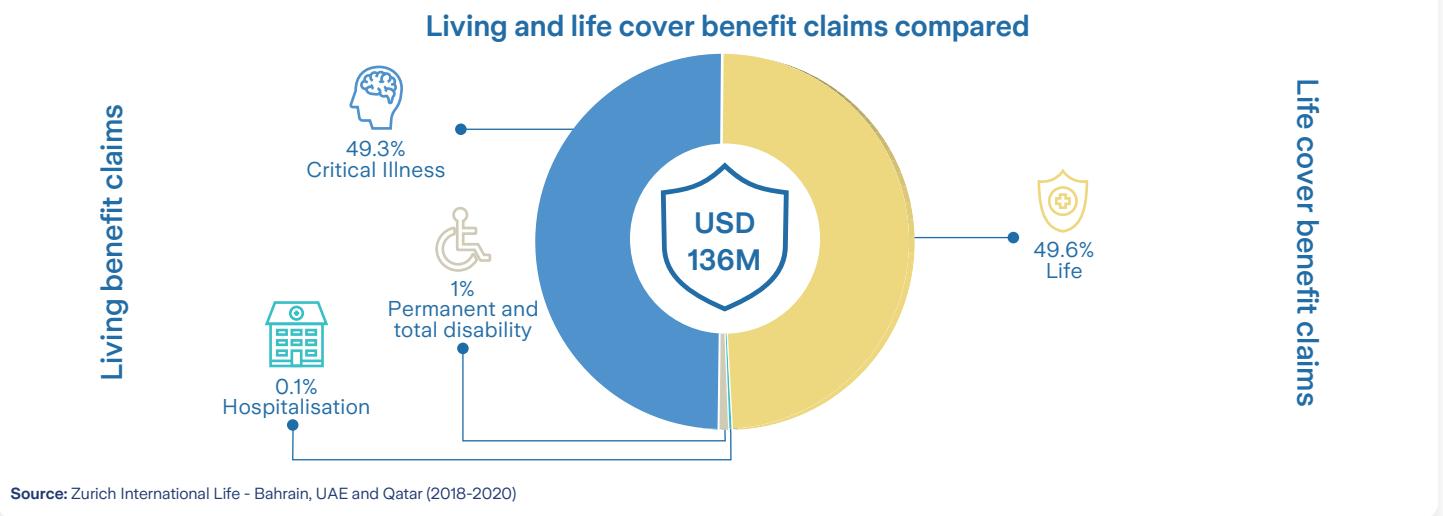 Living and life cover benefit claims compared
Living benefit claims
49.3%
Critical Illness
1%
Permanent and
total disability
0.1%
Hospitalisation
USD
136M
49.6%
Life
Life cover benefit claims
Source: Zurich International Life - Bahrain, UAE and Qatar (2018-2020)